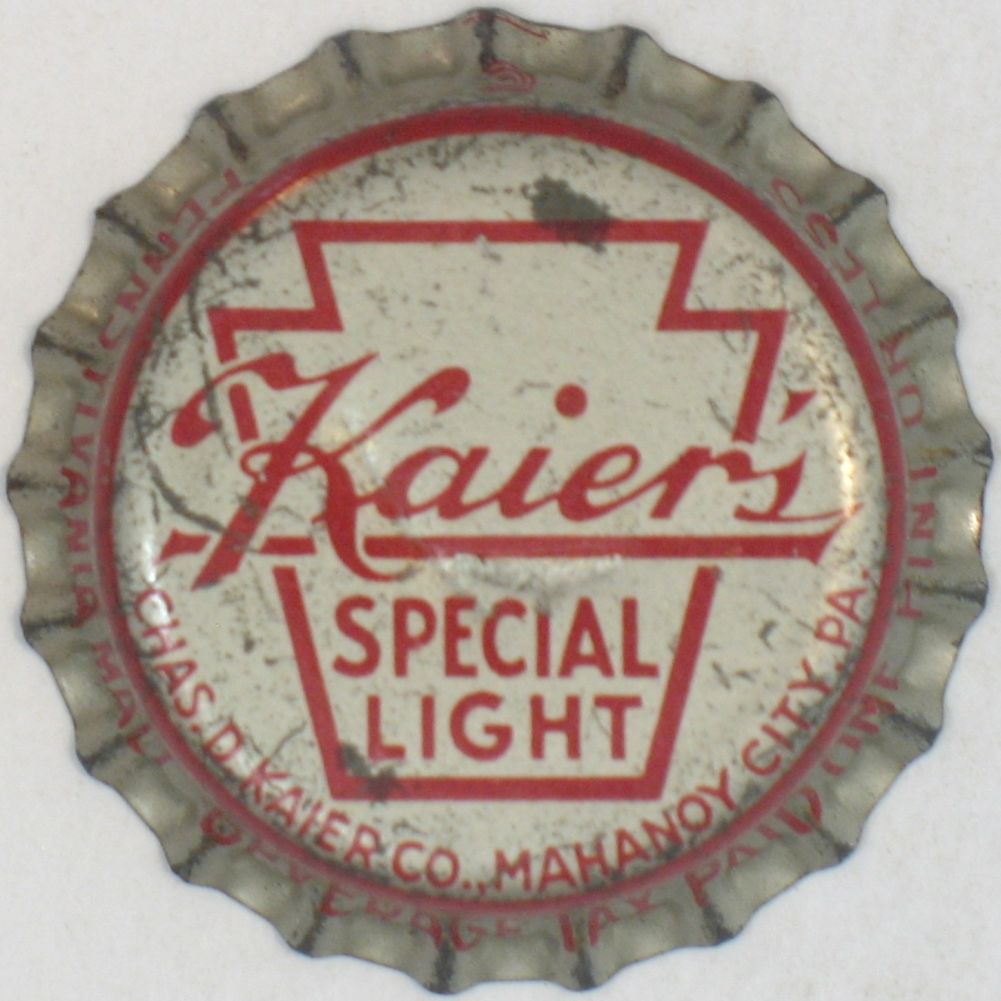 Kaier's
SPECIAL
LIGHT
CHAS. D. KAIER CO., MAHANOY CITY, PA.
PENNSYLVANIA MALT BEVERAGE TAX PAID ONE PINT OR LESS